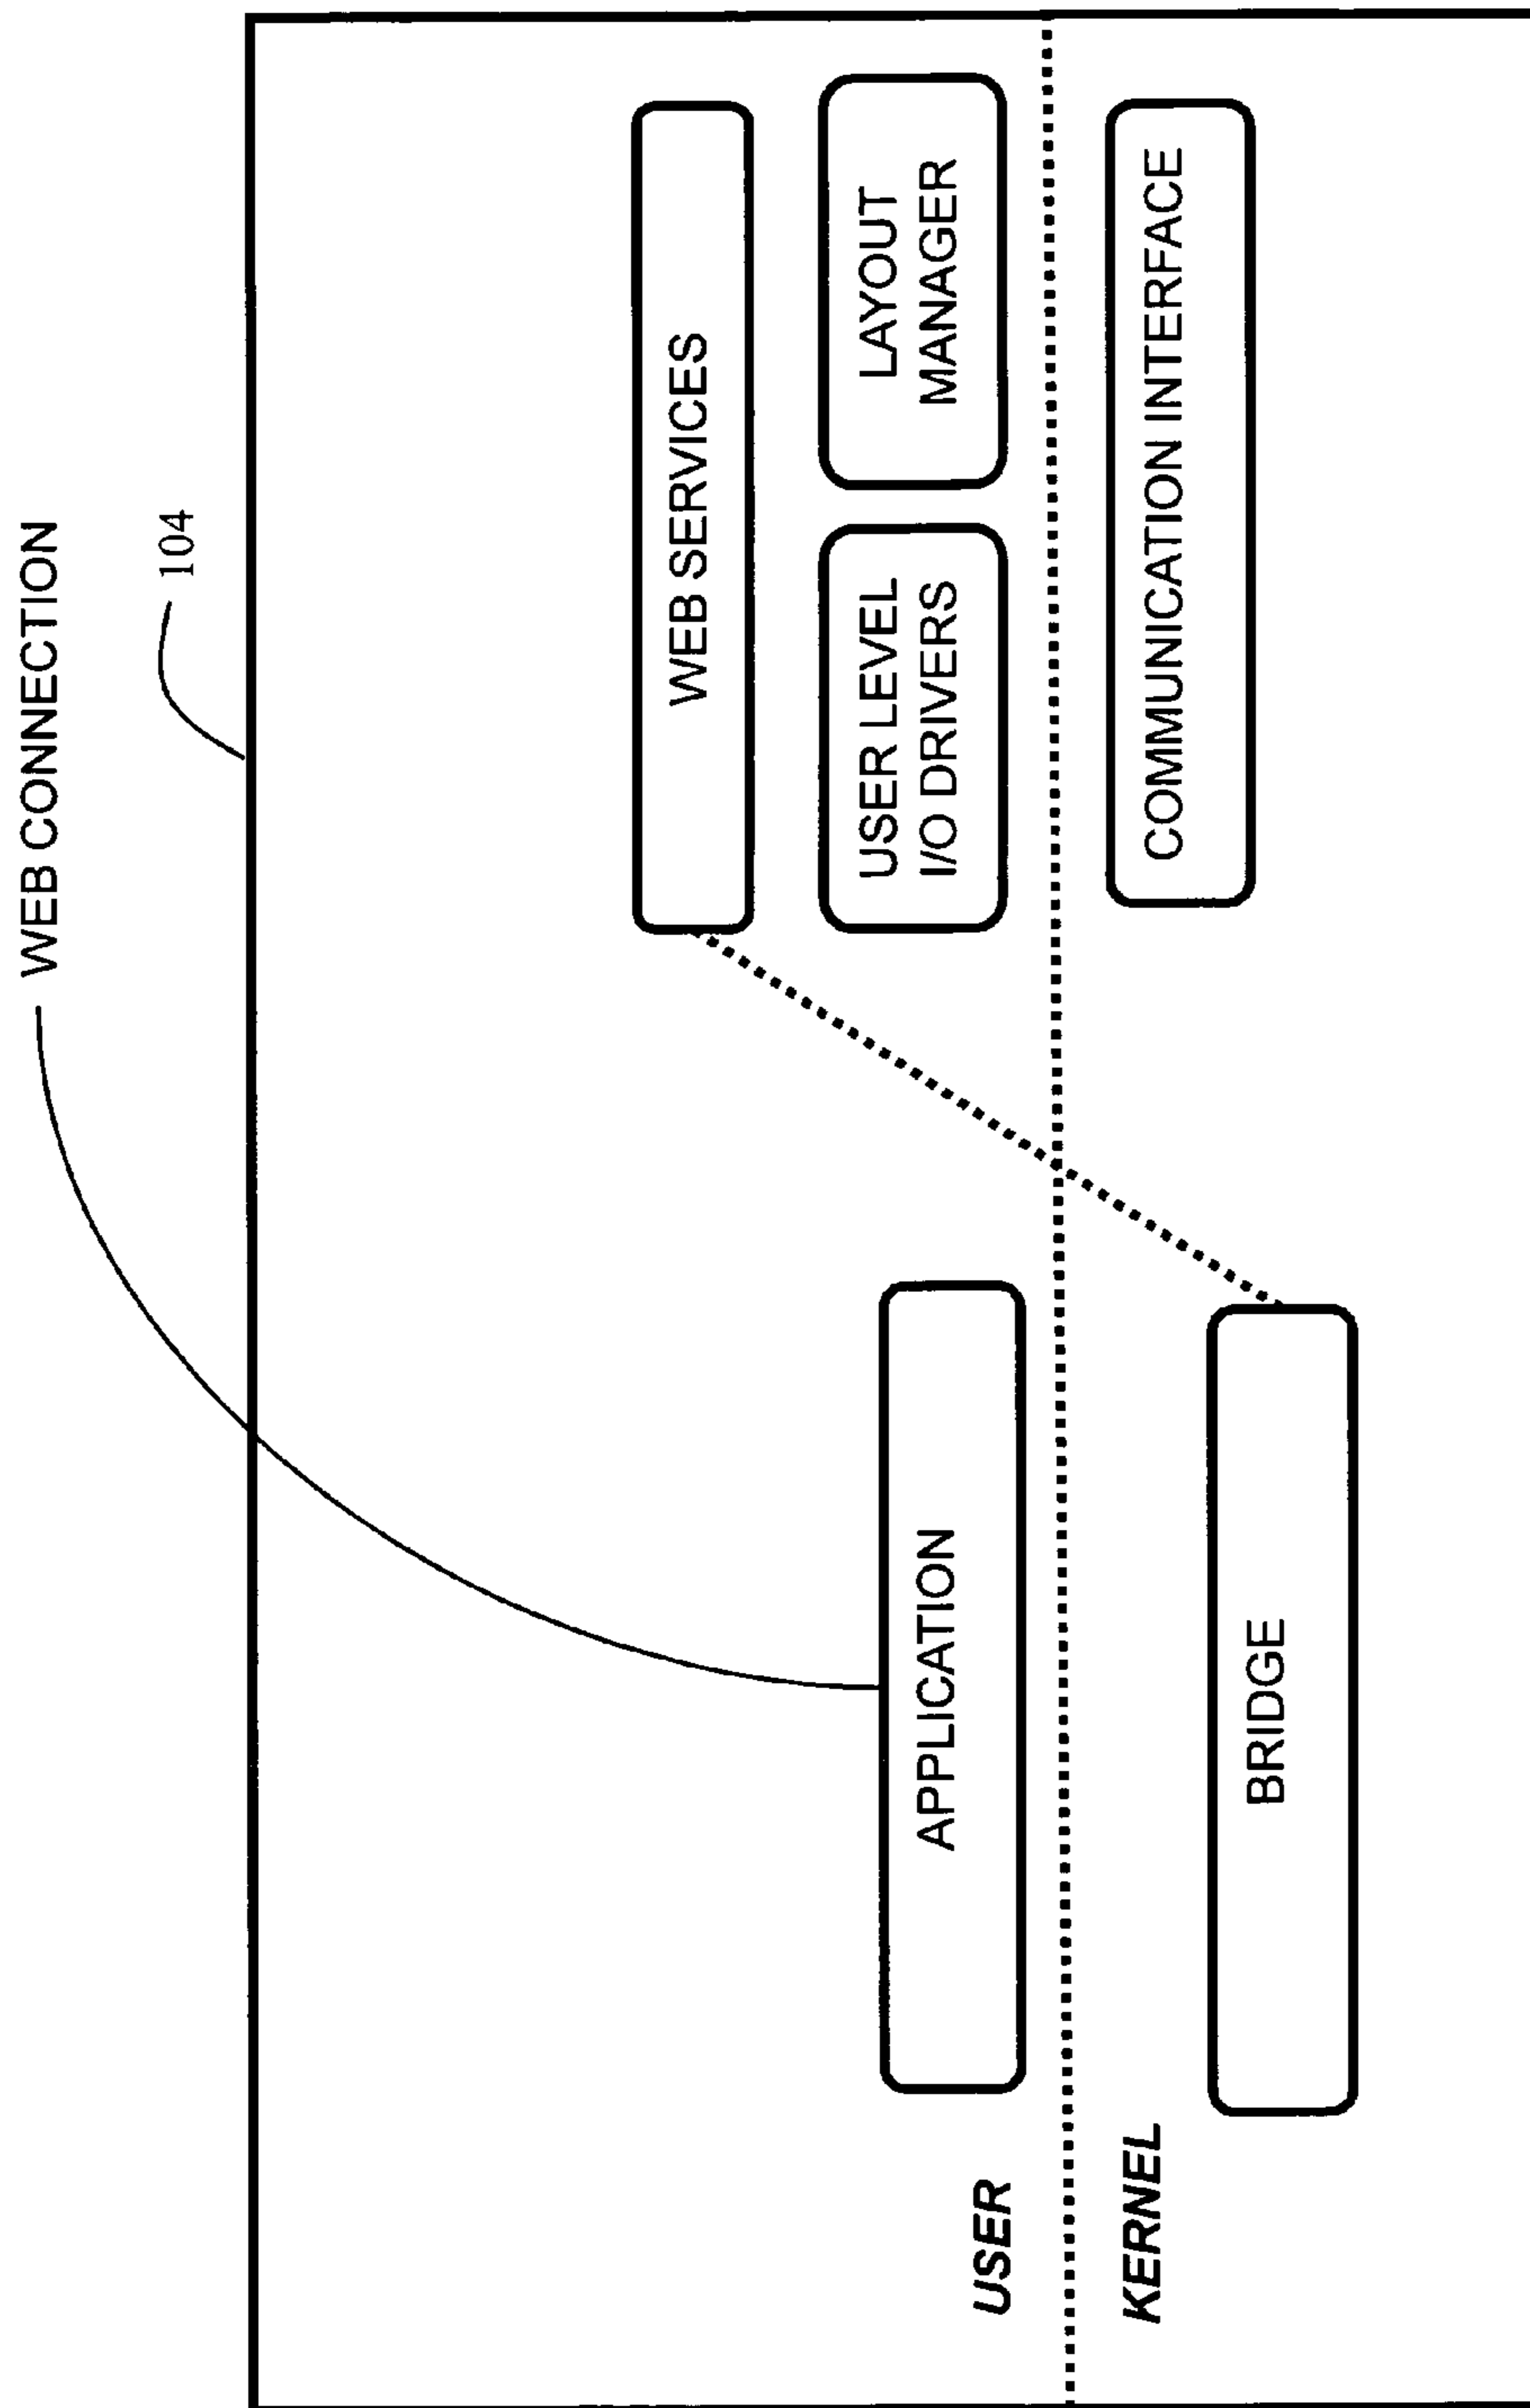 WEB CONNECTION
104
WEB SERVICES
USER LEVEL
I/O DRIVERS
LAYOUT
MANAGER
APPLICATION
USER
KERNEL
COMMUNICATION INTERFACE
BRIDGE